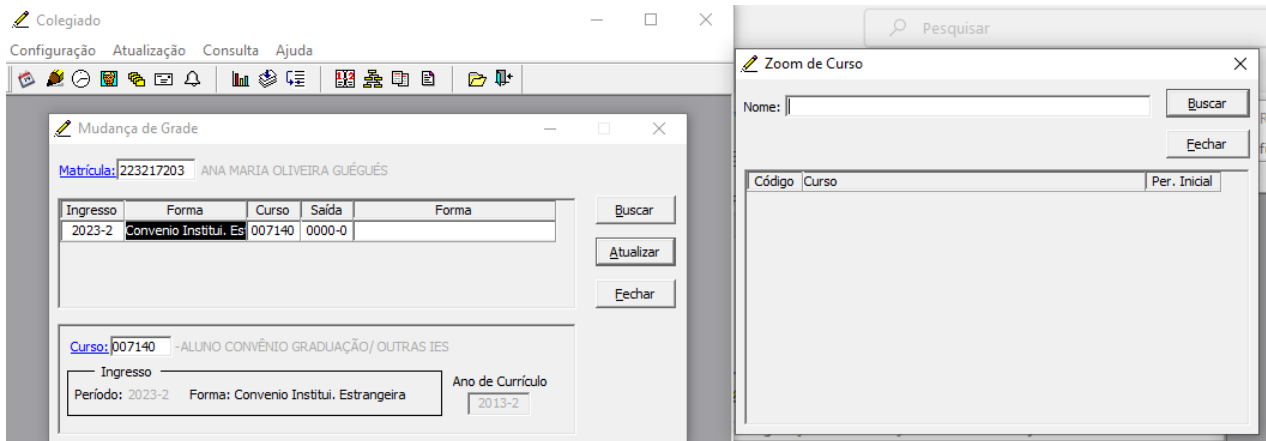 Colegiado
Configuração Atualização Consulta Ajuda
Mudança de Grade
Matrícula: 223217203 ANA MARIA OLIVEIRA GUÉGUÉS
Ingresso Forma Curso Saída Forma
2023-2 Convenio Institui. Es 007140 0000-0
Buscar
Atualizar
Fechar
Curso: 007140 -ALUNO CONVÊNIO GRADUAÇÃO/ OUTRAS IES
Ingresso
Período: 2023-2 Forma: Convenio Institui. Estrangeira
Ano de Currículo
2013-2
Pesquisar
Zoom de Curso
Nome:
Buscar
Fechar
Código Curso Per. Inicial